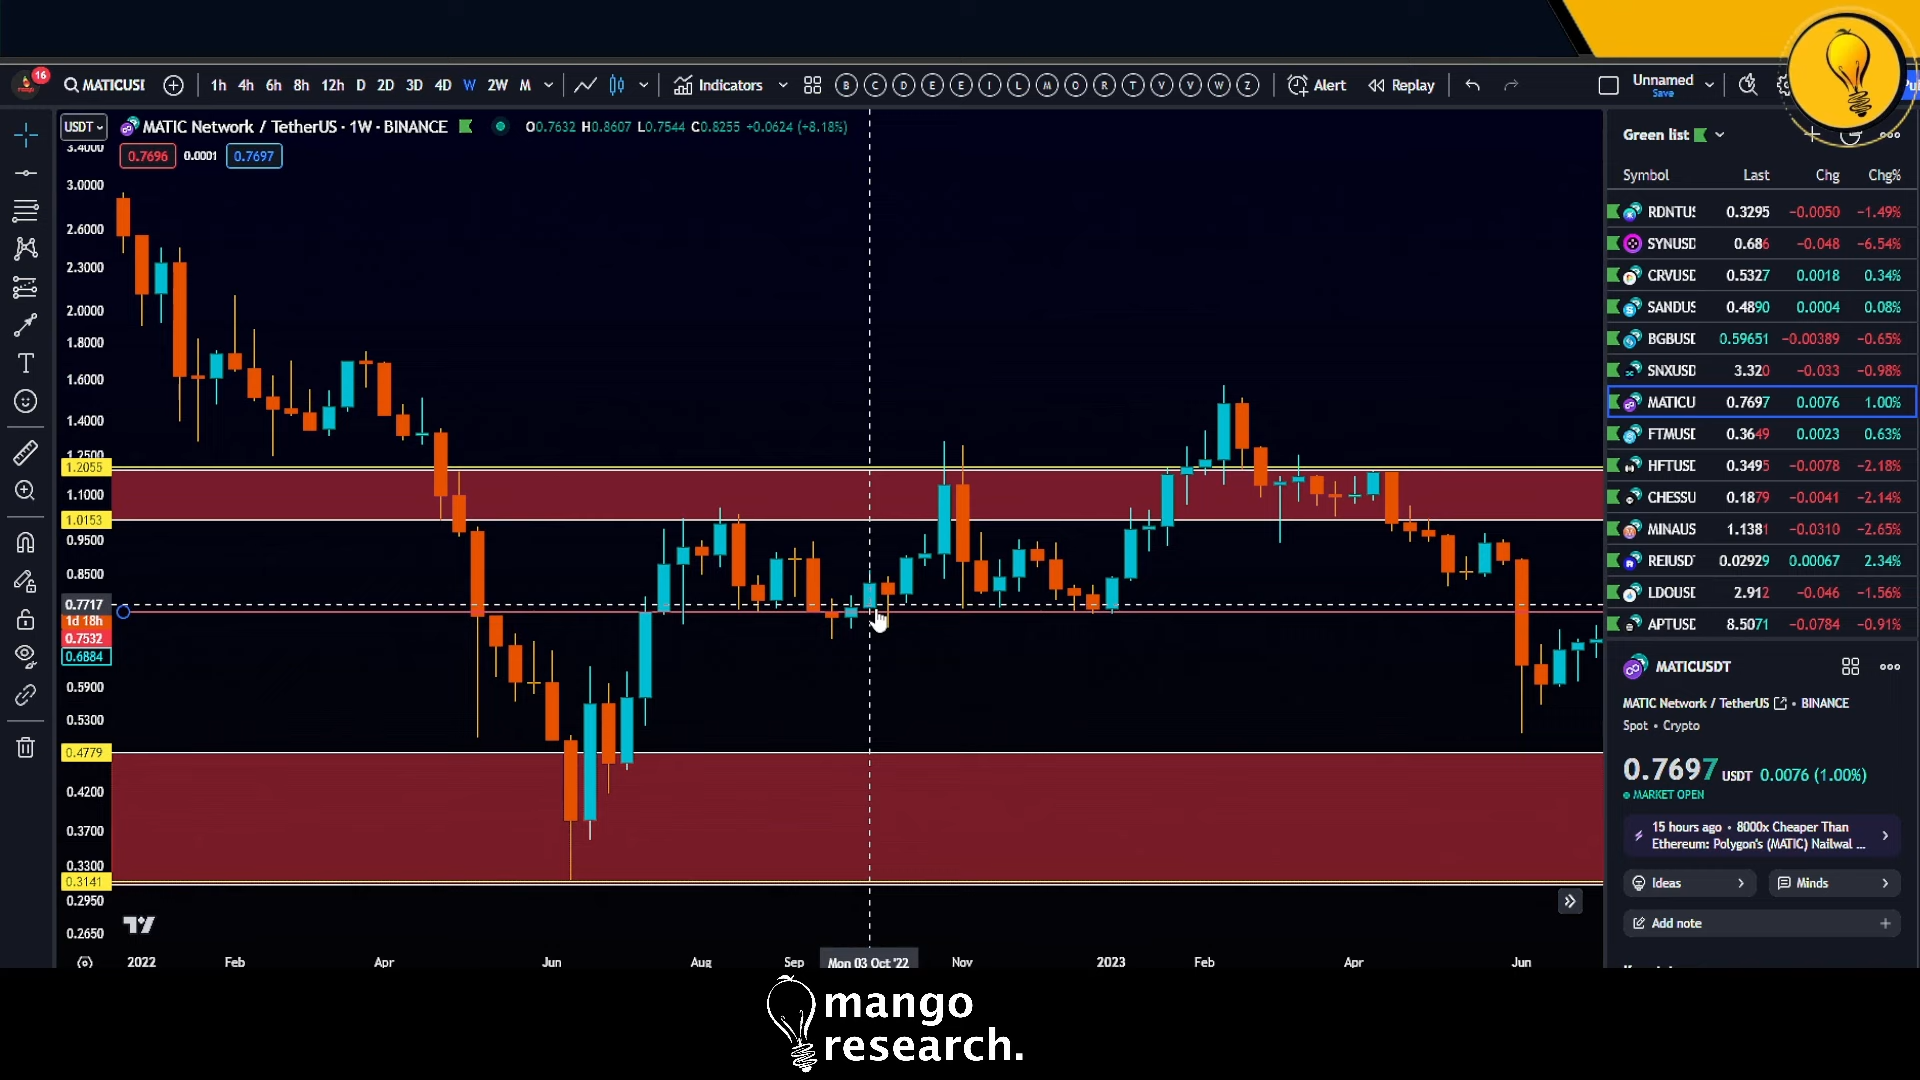 16 MATICUSI 1h 4h 6h 8h 12h D 2D 3D 4D W 2W M Indicators B C D E E I L M O R T V V W Z Alert Replay Unnamed
Save
USDT MATIC Network / TetherUS · 1W · BINANCE O0.7632 H0.8607 L0.7544 C0.8255 +0.0624 (+8.18%)
0.7696 0.0001 0.7697
3.4000
3.0000
2.6000
2.3000
2.0000
1.8000
1.6000
1.4000
1.2500
1.2055
1.1000
1.0153
0.9500
0.8500
0.7717
1d 18h
0.7532
0.6884
0.5900
0.5300
0.4779
0.4200
0.3700
0.3300
0.3141
0.2950
0.2650
2022 Feb Apr Jun Aug Sep Mon 03 Oct '22 Nov 2023 Feb Apr Jun
Green list
Symbol Last Chg Chg%
RDNTUS 0.3295 −0.0050 −1.49%
SYNUSD 0.686 −0.048 −6.54%
CRVUSD 0.5327 0.0018 0.34%
SANDUS 0.4890 0.0004 0.08%
BGBUSD 0.59651 −0.00389 −0.65%
SNXUSD 3.320 −0.033 −0.98%
MATICU 0.7697 0.0076 1.00%
FTMUSD 0.3649 0.0023 0.63%
HFTUSD 0.3495 −0.0078 −2.18%
CHESSU 0.1879 −0.0041 −2.14%
MINAUS 1.1381 −0.0310 −2.65%
REIUSD 0.02929 0.00067 2.34%
LDOUSD 2.912 −0.046 −1.56%
APTUSD 8.5071 −0.0784 −0.91%
MATICUSDT
MATIC Network / TetherUS • BINANCE
Spot • Crypto
0.7697 USDT 0.0076 (1.00%)
MARKET OPEN
15 hours ago • 8000x Cheaper Than
Ethereum: Polygon's (MATIC) Nailwal ...
Ideas Minds
Add note
mango
research.